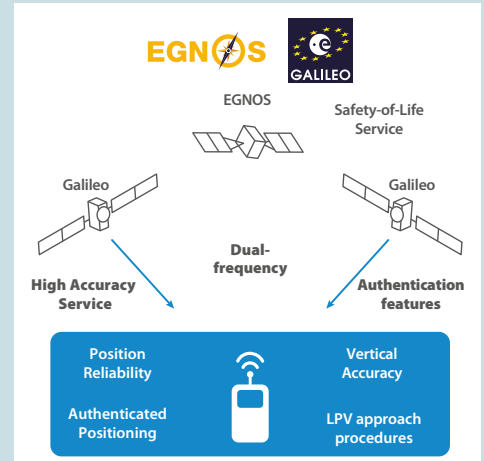 EGNOS
GALILEO
EGNOS
Safety-of-Life
Service
Galileo
Galileo
Dual-
frequency
High Accuracy
Service
Authentication
features
Position
Reliability
Vertical
Accuracy
Authenticated
Positioning
LPV approach
procedures